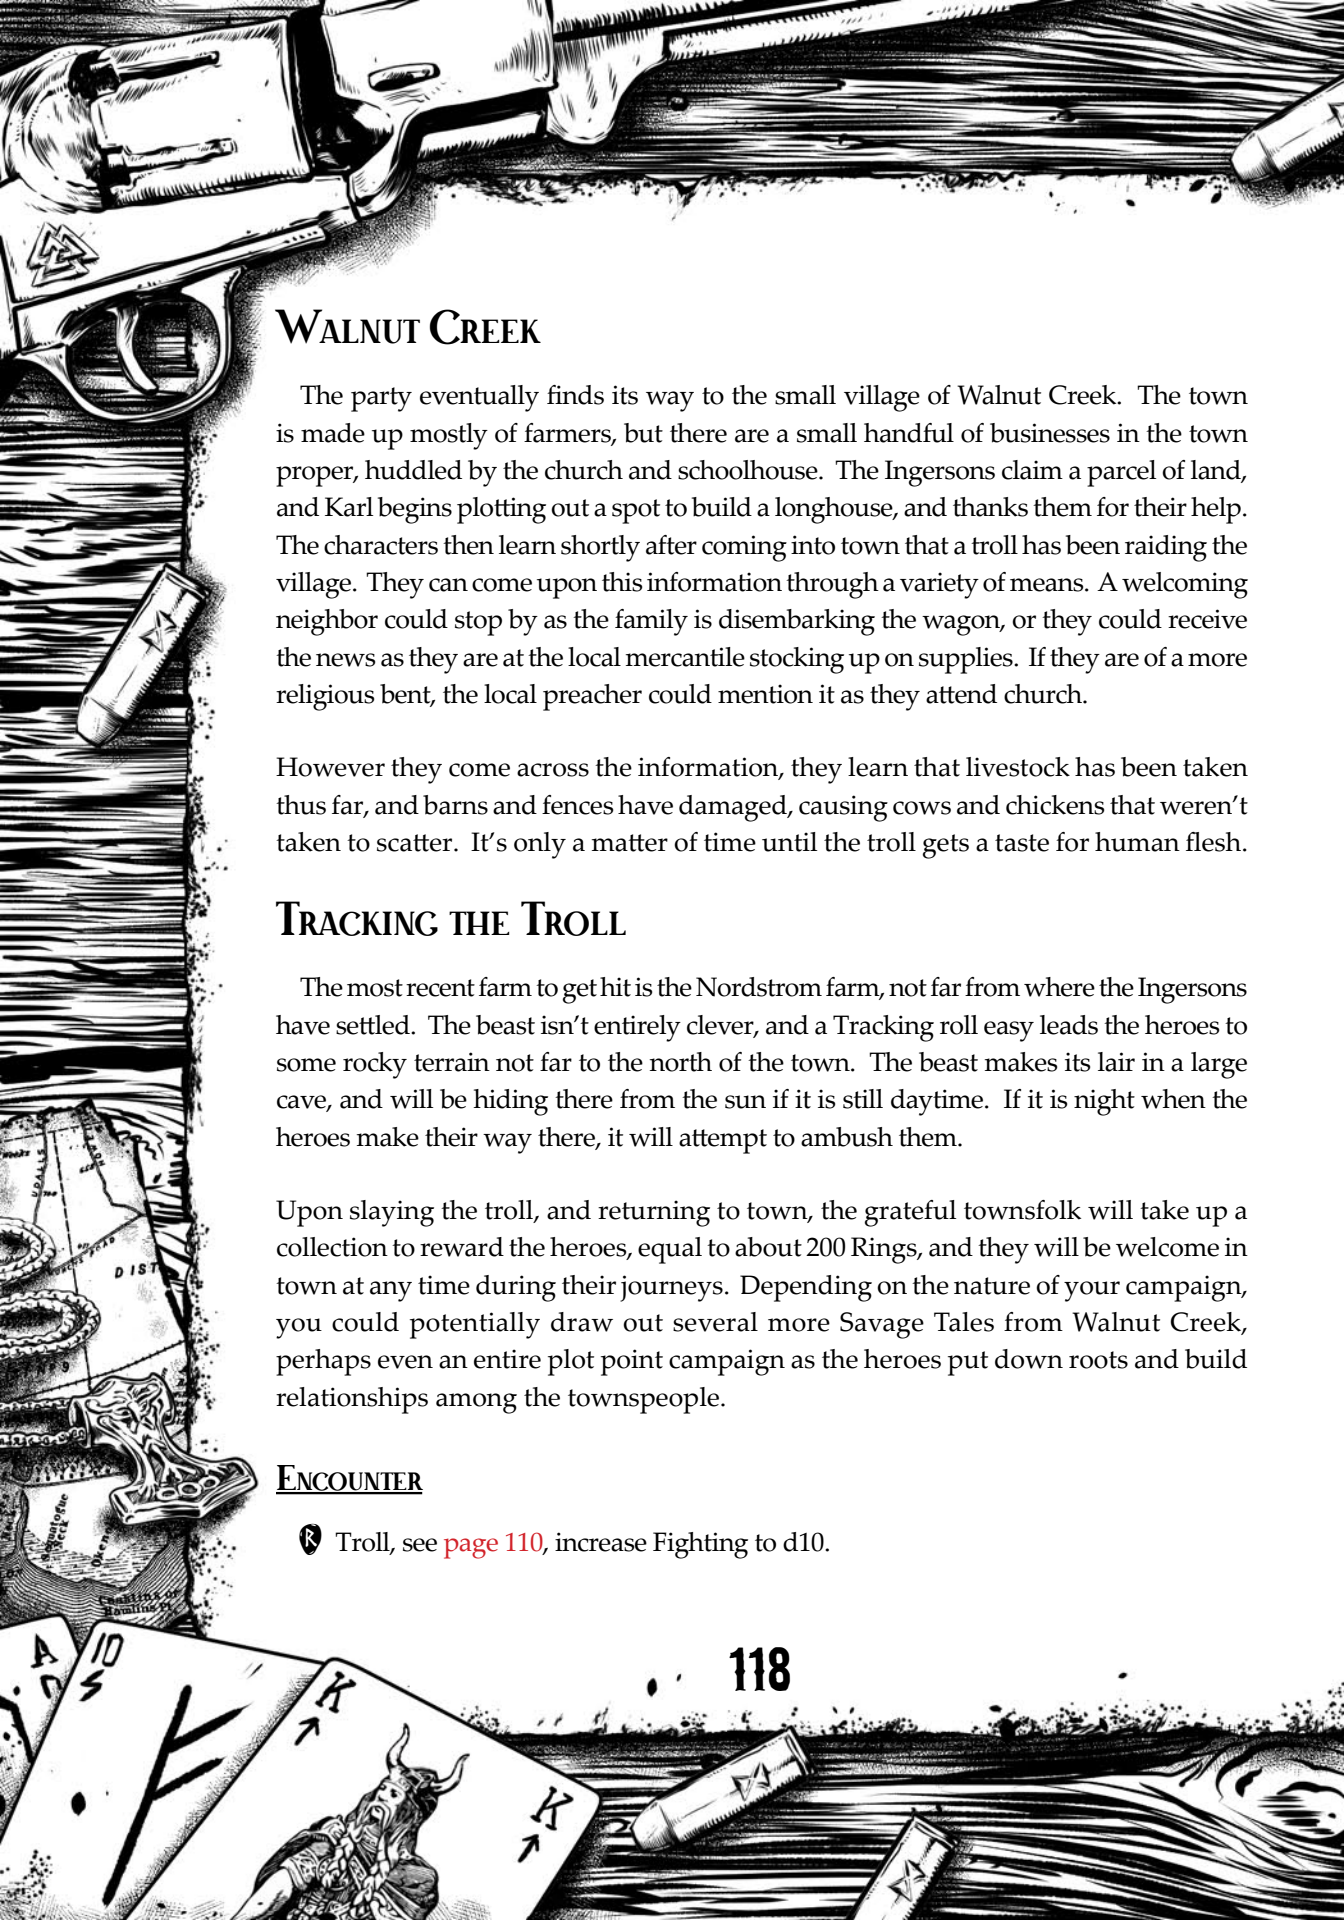 Walnut Creek
The party eventually finds its way to the small village of Walnut Creek. The town
is made up mostly of farmers, but there are a small handful of businesses in the town
proper, huddled by the church and schoolhouse. The Ingersons claim a parcel of land,
and Karl begins plotting out a spot to build a longhouse, and thanks them for their help.
The characters then learn shortly after coming into town that a troll has been raiding the
village. They can come upon this information through a variety of means. A welcoming
neighbor could stop by as the family is disembarking the wagon, or they could receive
the news as they are at the local mercantile stocking up on supplies. If they are of a more
religious bent, the local preacher could mention it as they attend church.
However they come across the information, they learn that livestock has been taken
thus far, and barns and fences have damaged, causing cows and chickens that weren't
taken to scatter. It's only a matter of time until the troll gets a taste for human flesh.
Tracking the Troll
The most recent farm to get hit is the Nordstrom farm, not far from where the Ingersons
have settled. The beast isn't entirely clever, and a Tracking roll easy leads the heroes to
some rocky terrain not far to the north of the town. The beast makes its lair in a large
cave, and will be hiding there from the sun if it is still daytime. If it is night when the
heroes make their way there, it will attempt to ambush them.
Upon slaying the troll, and returning to town, the grateful townsfolk will take up a
collection to reward the heroes, equal to about 200 Rings, and they will be welcome in
town at any time during their journeys. Depending on the nature of your campaign,
you could potentially draw out several more Savage Tales from Walnut Creek,
perhaps even an entire plot point campaign as the heroes put down roots and build
relationships among the townspeople.
Encounter
Troll, see page 110, increase Fighting to d10.
118
DIST
A
10
K
K